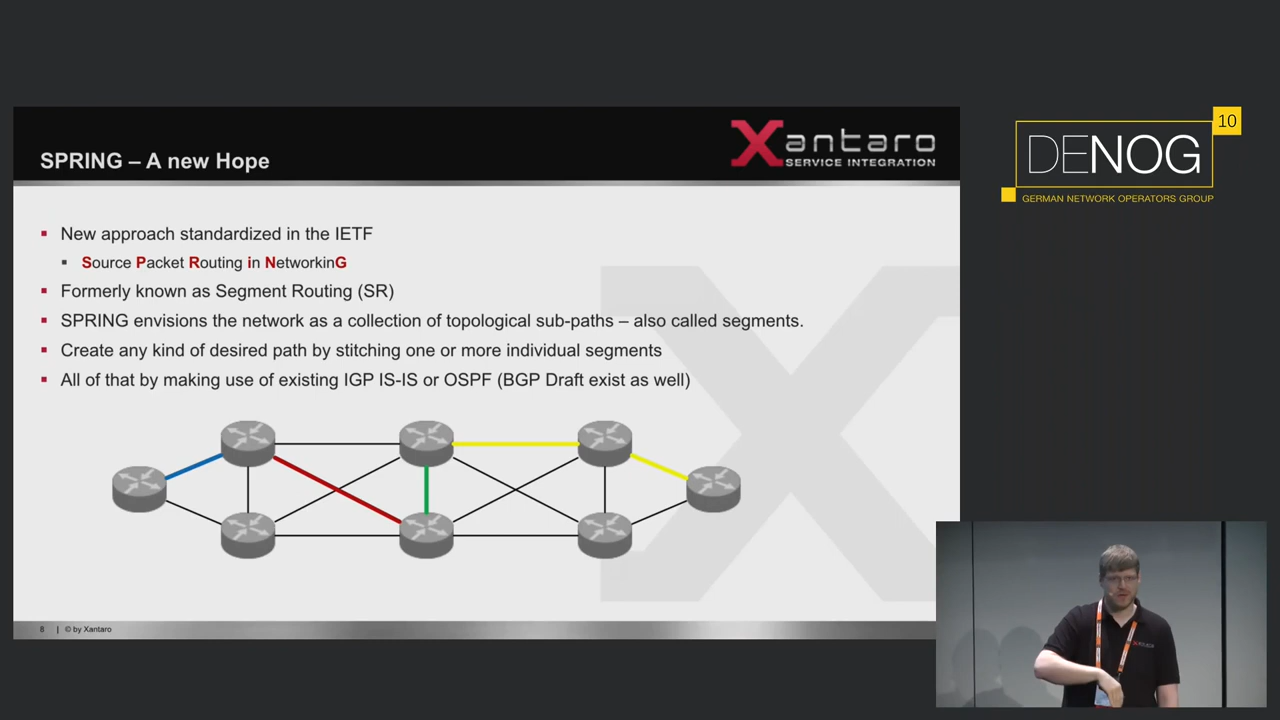 SPRING – A new Hope
Xantaro
SERVICE INTEGRATION
New approach standardized in the IETF
Source Packet Routing in NetworkinG
Formerly known as Segment Routing (SR)
SPRING envisions the network as a collection of topological sub-paths – also called segments.
Create any kind of desired path by stitching one or more individual segments
All of that by making use of existing IGP IS-IS or OSPF (BGP Draft exist as well)
8 | © by Xantaro
10
DENOG
GERMAN NETWORK OPERATORS GROUP